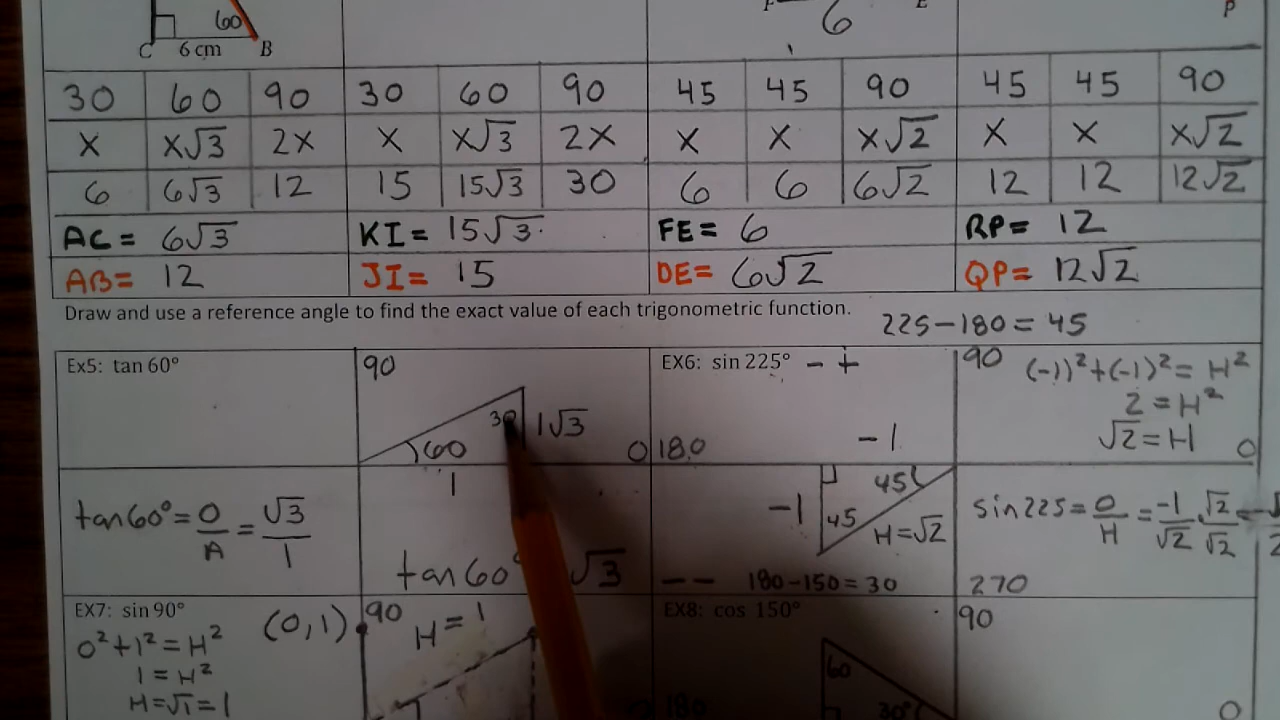 60
C 6 cm B
F E
6
P
30 60 90 30 60 90 45 45 90 45 45 90
x x√3 2x x x√3 2x x x x√2 x x x√2
6 6√3 12 15 15√3 30 6 6 6√2 12 12 12√2
AC = 6√3 KI = 15√3 FE = 6 RP = 12
AB = 12 JI = 15 DE = 6√2 QP = 12√2
Draw and use a reference angle to find the exact value of each trigonometric function.
225-180=45
Ex5: tan 60°
90
30 1√3
60
1
0
tan60°=O/A=√3/1
tan60° √3
EX6: sin 225° - +
180
-1
-1 45
45
H=√2
- - 180-150=30
90
(-1)²+(-1)²=H²
2=H²
√2=H
0
sin225=O/H=-1/√2 √2/√2=-√
2
270
EX7: sin 90°
(0,1)
0²+1²=H²
1=H²
H=√1=1
90
H=1
EX8: cos 150°
60
30°
180
90
0